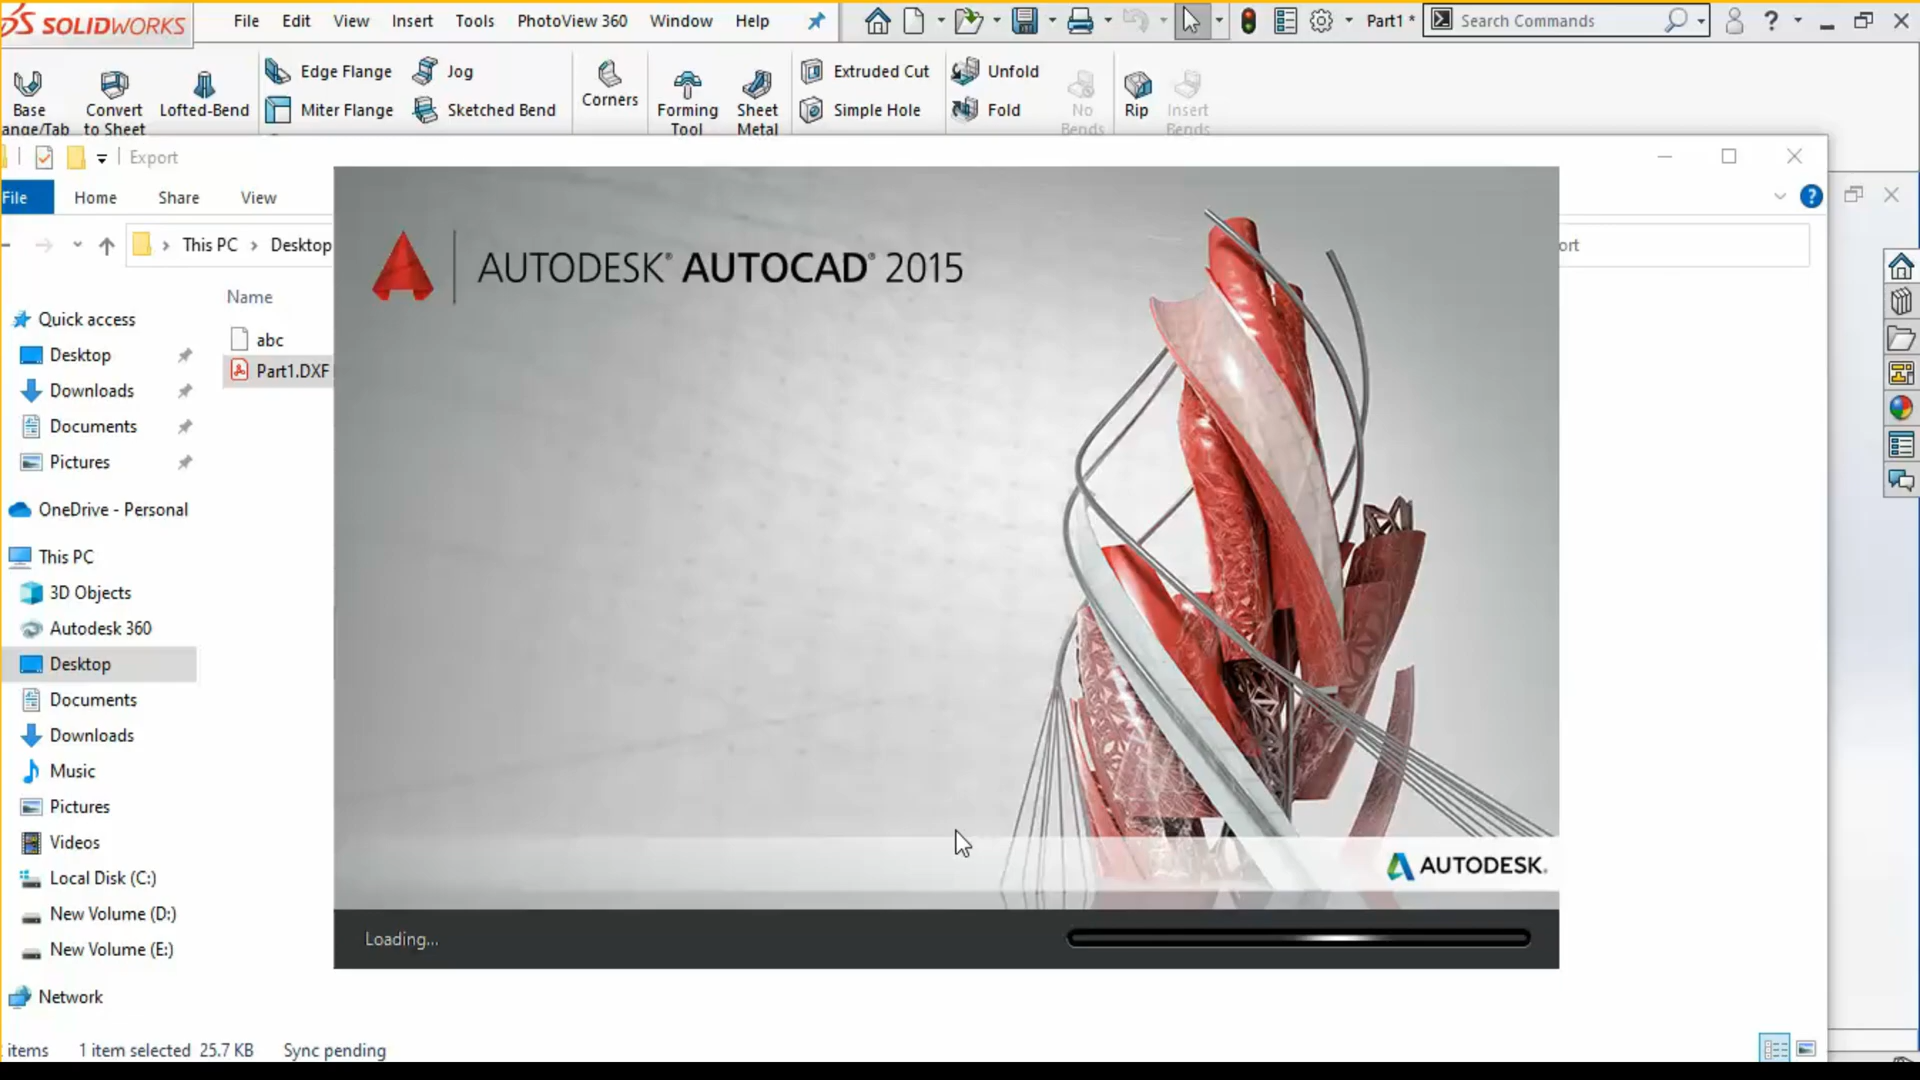 SOLIDWORKS File Edit View Insert Tools PhotoView 360 Window Help Part1 * Search Commands ?
Edge Flange Jog Extruded Cut Unfold
Base Convert Lofted-Bend Miter Flange Sketched Bend Corners Forming Sheet Simple Hole Fold No Rip Insert
ange/Tab to Sheet Tool Metal Bends Bends
Export
File Home Share View
This PC > Desktop ort
Name
Quick access
abc
Desktop
Part1.DXF
Downloads
Documents
Pictures
OneDrive - Personal
This PC
3D Objects
Autodesk 360
Desktop
Documents
Downloads
Music
Pictures
Videos
Local Disk (C:)
New Volume (D:)
New Volume (E:)
Network
items 1 item selected 25.7 KB Sync pending
AUTODESK® AUTOCAD® 2015
AUTODESK.
Loading...